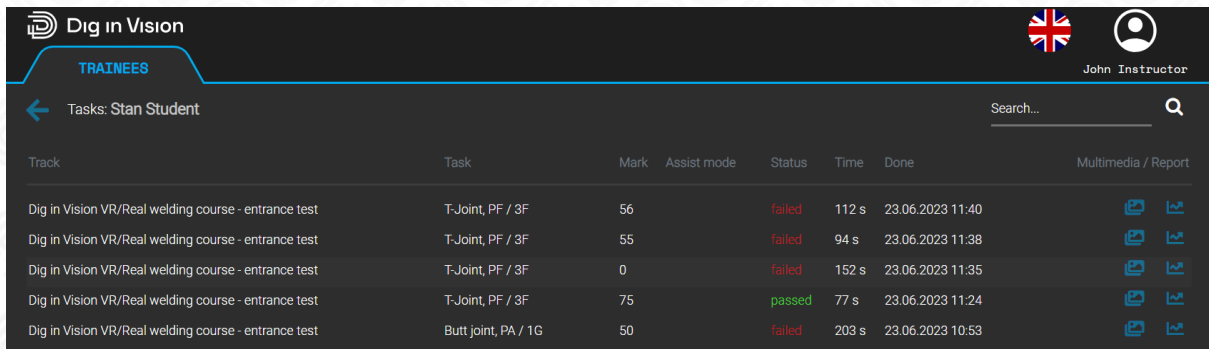 Dig in Vision
TRAINEES
John Instructor
Tasks: Stan Student
Search...
Track Task Mark Assist mode Status Time Done Multimedia / Report
Dig in Vision VR/Real welding course - entrance test T-Joint, PF / 3F 56 failed 112 s 23.06.2023 11:40
Dig in Vision VR/Real welding course - entrance test T-Joint, PF / 3F 55 failed 94 s 23.06.2023 11:38
Dig in Vision VR/Real welding course - entrance test T-Joint, PF / 3F 0 failed 152 s 23.06.2023 11:35
Dig in Vision VR/Real welding course - entrance test T-Joint, PF / 3F 75 passed 77 s 23.06.2023 11:24
Dig in Vision VR/Real welding course - entrance test Butt joint, PA / 1G 50 failed 203 s 23.06.2023 10:53